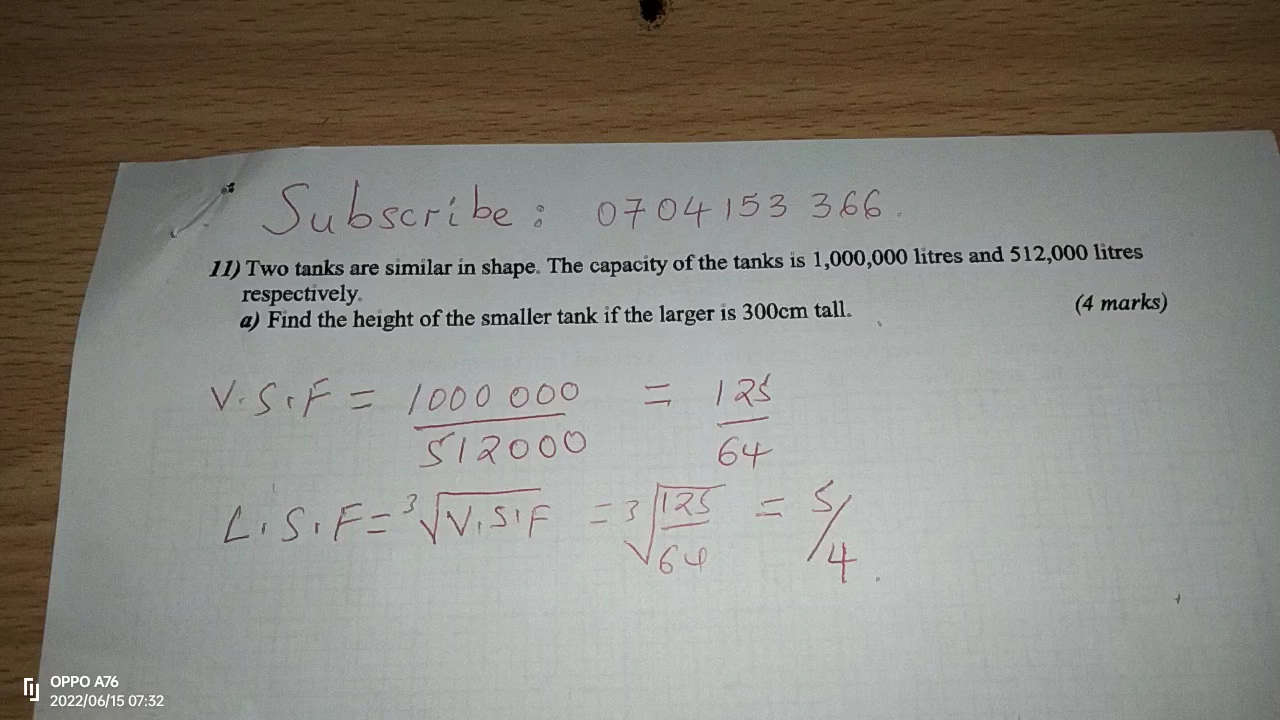 Subscribe: 0704153 366.
11) Two tanks are similar in shape. The capacity of the tanks is 1,000,000 litres and 512,000 litres
respectively.
a) Find the height of the smaller tank if the larger is 300cm tall. (4 marks)
V.S.F = 1000 000 / 512000 = 125 / 64
L.S.F = ³√V.S.F = ³√125/64 = 5/4.
OPPO A76
2022/06/15 07:32